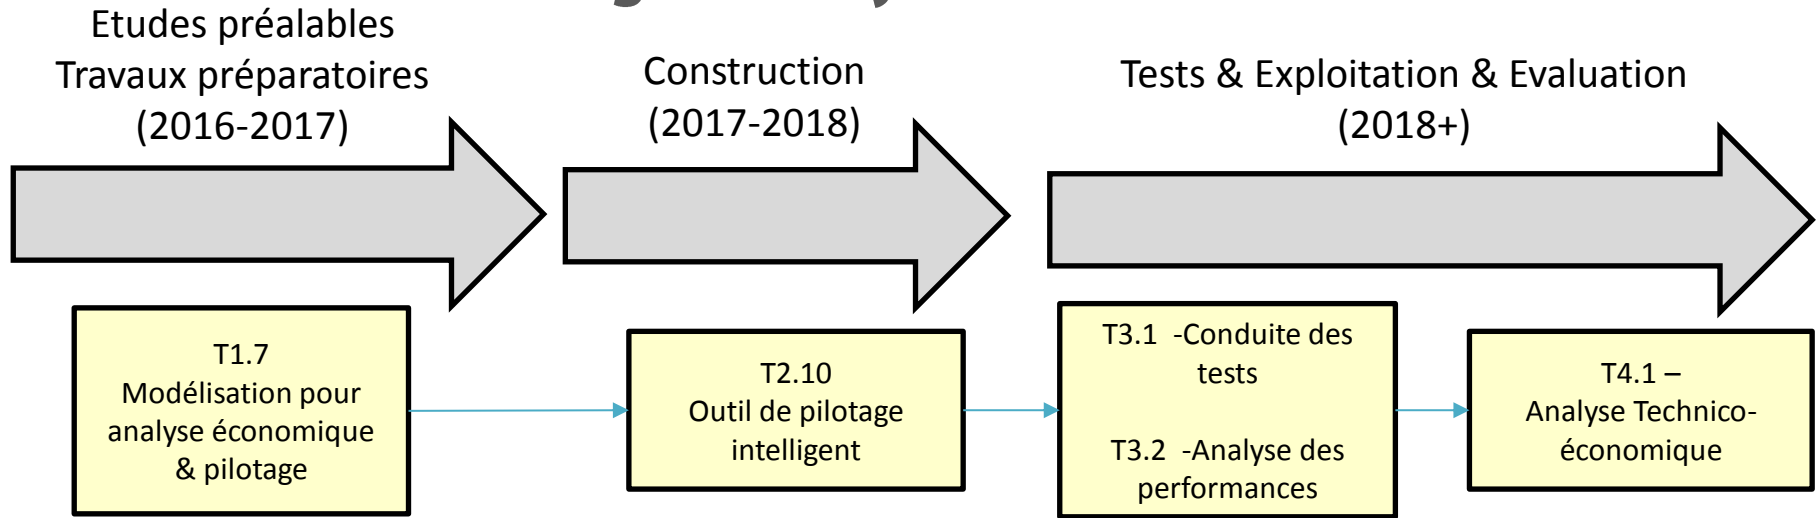 Etudes préalables
Travaux préparatoires
(2016-2017)
Construction
(2017-2018)
Tests & Exploitation & Evaluation
(2018+)
T1.7
Modélisation pour
analyse économique
& pilotage
T2.10
Outil de pilotage
intelligent
T3.1 -Conduite des
tests
T3.2 -Analyse des
performances
T4.1 –
Analyse Technico-
économique